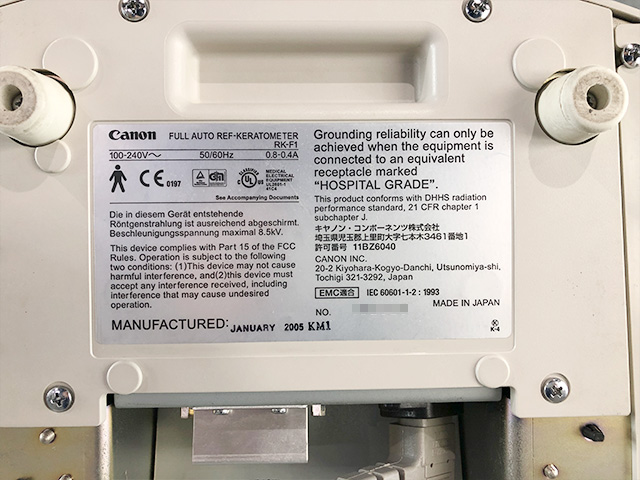 Canon FULL AUTO REF-KERATOMETER
RK-F1
100-240V~ 50/60Hz 0.8-0.4A
CE 0197
c UL us
MEDICAL
ELECTRICAL
EQUIPMENT
UL2601-1
41C4
See Accompanying Documents
Die in diesem Gerät entstehende
Röntgenstrahlung ist ausreichend abgeschirmt.
Beschleunigungsspannung maximal 8.5kV.
This device complies with Part 15 of the FCC
Rules. Operation is subject to the following
two conditions: (1)This device may not cause
harmful interference, and(2)this device must
accept any interference received, including
interference that may cause undesired
operation.
MANUFACTURED: JANUARY 2005 KM1
Grounding reliability can only be
achieved when the equipment is
connected to an equivalent
receptacle marked
“HOSPITAL GRADE”.
This product conforms with DHHS radiation
performance standard, 21 CFR chapter 1
subchapter J.
キヤノン・コンポーネンツ株式会社
埼玉県児玉郡上里町大字七本木3461番地1
許可番号 11BZ6040
CANON INC.
20-2 Kiyohara-Kogyo-Danchi, Utsunomiya-shi,
Tochigi 321-3292, Japan
EMC適合 IEC 60601-1-2 : 1993
MADE IN JAPAN
NO.
K-4